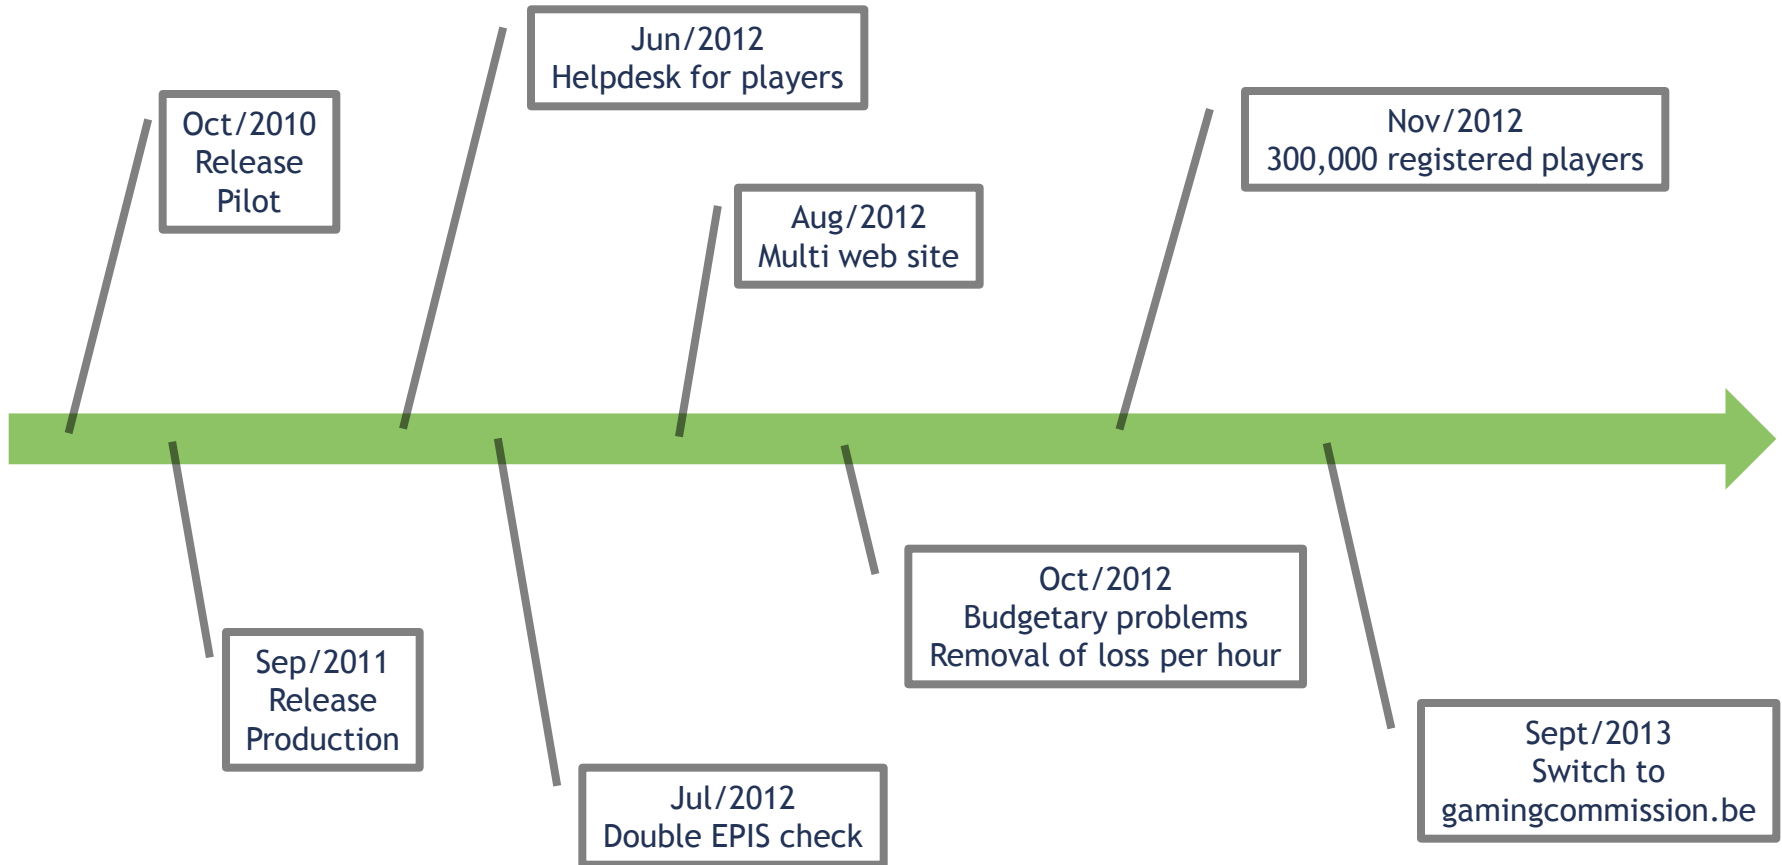 Jun/2012
Helpdesk for players
Oct/2010
Release
Pilot
Nov/2012
300,000 registered players
Aug/2012
Multi web site
Oct/2012
Budgetary problems
Removal of loss per hour
Sep/2011
Release
Production
Sept/2013
Switch to
gamingcommission.be
Jul/2012
Double EPIS check